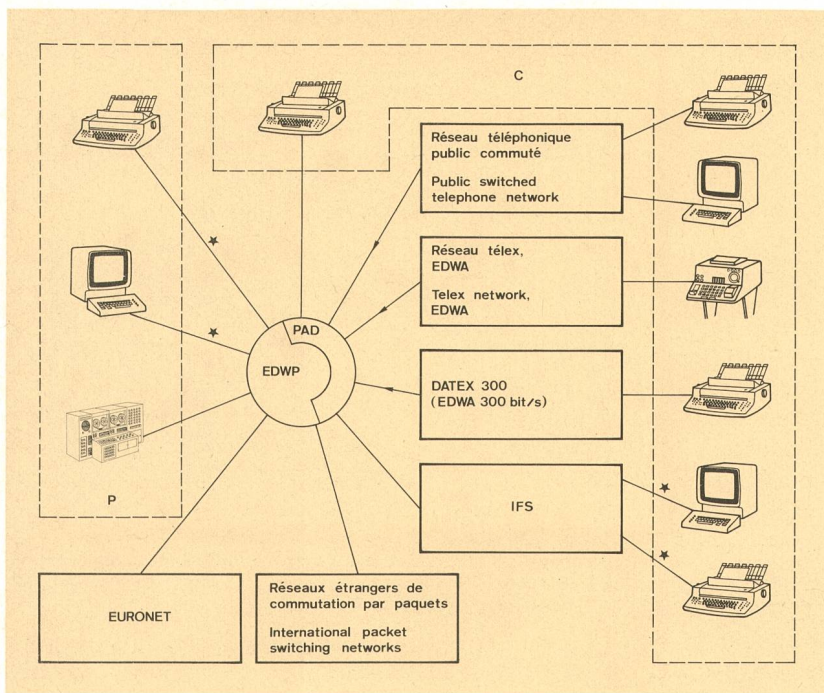 C
Réseau téléphonique
public commuté
Public switched
telephone network
Réseau télex,
EDWA
Telex network,
EDWA
PAD
EDWP
DATEX 300
(EDWA 300 bit/s)
IFS
P
EURONET
Réseaux étrangers de
commutation par paquets
International packet
switching networks